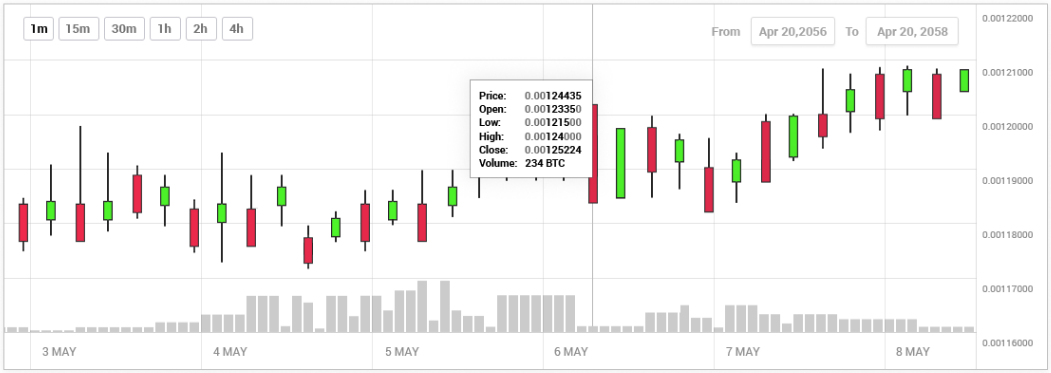 1m 15m 30m 1h 2h 4h From Apr 20,2056 To Apr 20, 2058
0.00122000
0.00121000
0.00120000
0.00119000
0.00118000
0.00117000
0.00116000
Price: 0.00124435
Open: 0.00123350
Low: 0.00121500
High: 0.00124000
Close: 0.00125224
Volume: 234 BTC
3 MAY 4 MAY 5 MAY 6 MAY 7 MAY 8 MAY